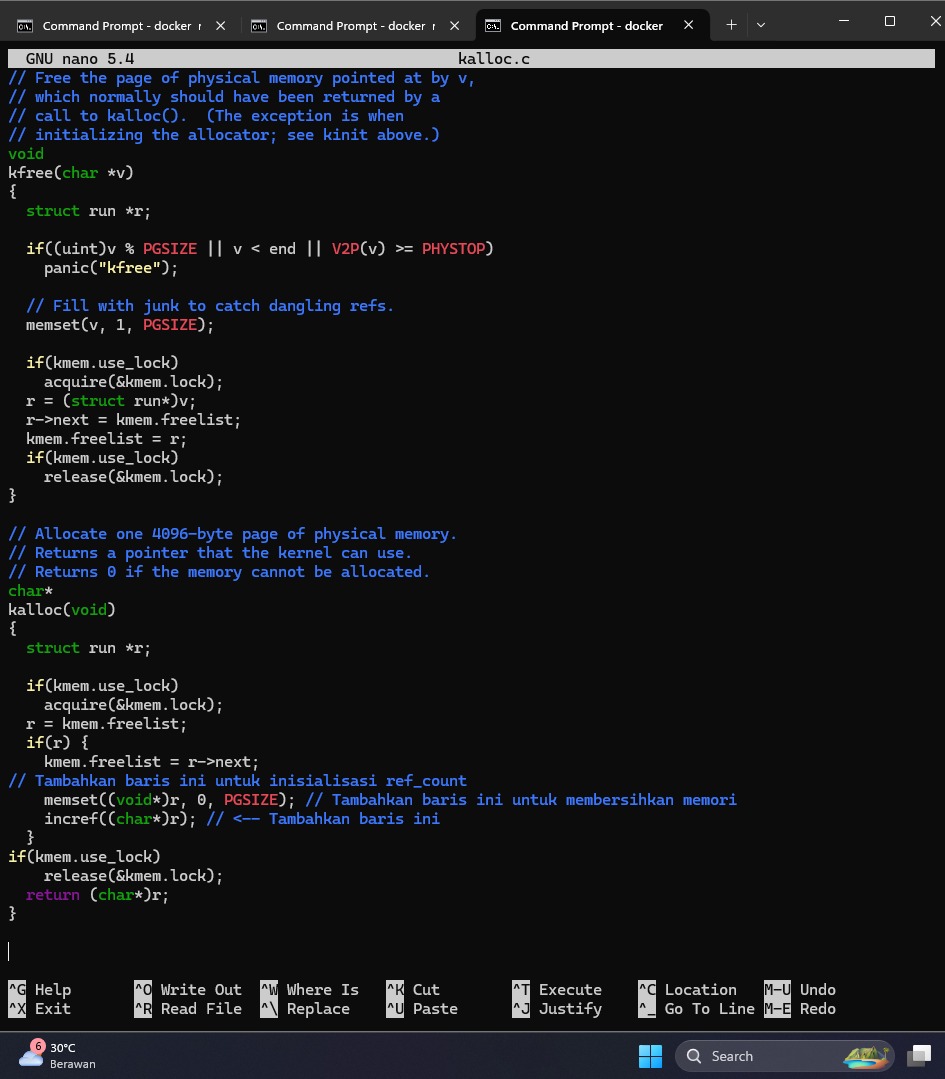 Command Prompt - docker r
Command Prompt - docker r
Command Prompt - docker
GNU nano 5.4 kalloc.c
// Free the page of physical memory pointed at by v,
// which normally should have been returned by a
// call to kalloc().  (The exception is when
// initializing the allocator; see kinit above.)
void
kfree(char *v)
{
  struct run *r;

  if((uint)v % PGSIZE || v < end || V2P(v) >= PHYSTOP)
    panic("kfree");

  // Fill with junk to catch dangling refs.
  memset(v, 1, PGSIZE);

  if(kmem.use_lock)
    acquire(&kmem.lock);
  r = (struct run*)v;
  r->next = kmem.freelist;
  kmem.freelist = r;
  if(kmem.use_lock)
    release(&kmem.lock);
}

// Allocate one 4096-byte page of physical memory.
// Returns a pointer that the kernel can use.
// Returns 0 if the memory cannot be allocated.
char*
kalloc(void)
{
  struct run *r;

  if(kmem.use_lock)
    acquire(&kmem.lock);
  r = kmem.freelist;
  if(r) {
    kmem.freelist = r->next;
// Tambahkan baris ini untuk inisialisasi ref_count
    memset((void*)r, 0, PGSIZE); // Tambahkan baris ini untuk membersihkan memori
    incref((char*)r); // <-- Tambahkan baris ini
  }
if(kmem.use_lock)
    release(&kmem.lock);
  return (char*)r;
}

^G Help ^O Write Out ^W Where Is ^K Cut ^T Execute ^C Location M-U Undo
^X Exit ^R Read File ^\ Replace ^U Paste ^J Justify ^_ Go To Line M-E Redo
6
30°C
Berawan
Search